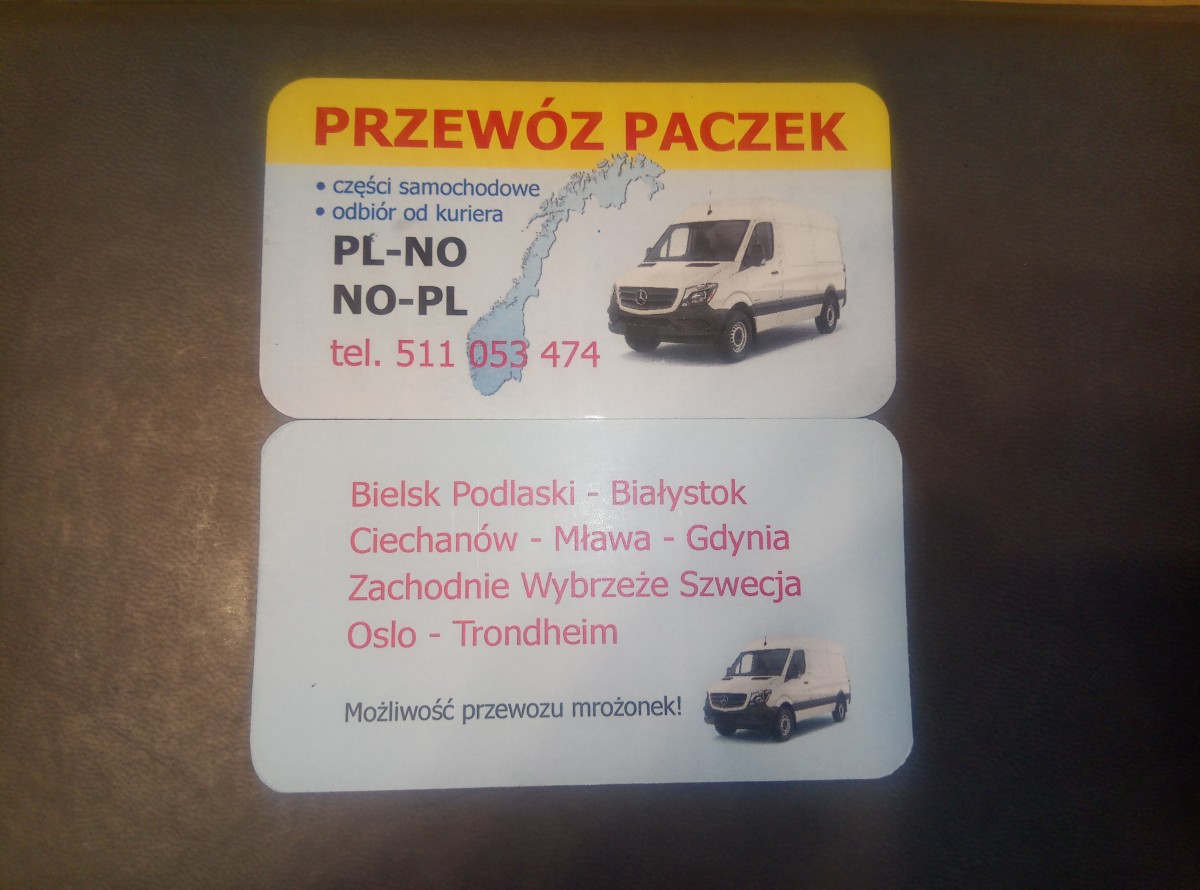 PRZEWÓZ PACZEK
• części samochodowe
• odbiór od kuriera
PL-NO
NO-PL
tel. 511 053 474
Bielsk Podlaski - Białystok
Ciechanów - Mława - Gdynia
Zachodnie Wybrzeże Szwecja
Oslo - Trondheim
Możliwość przewozu mrożonek!